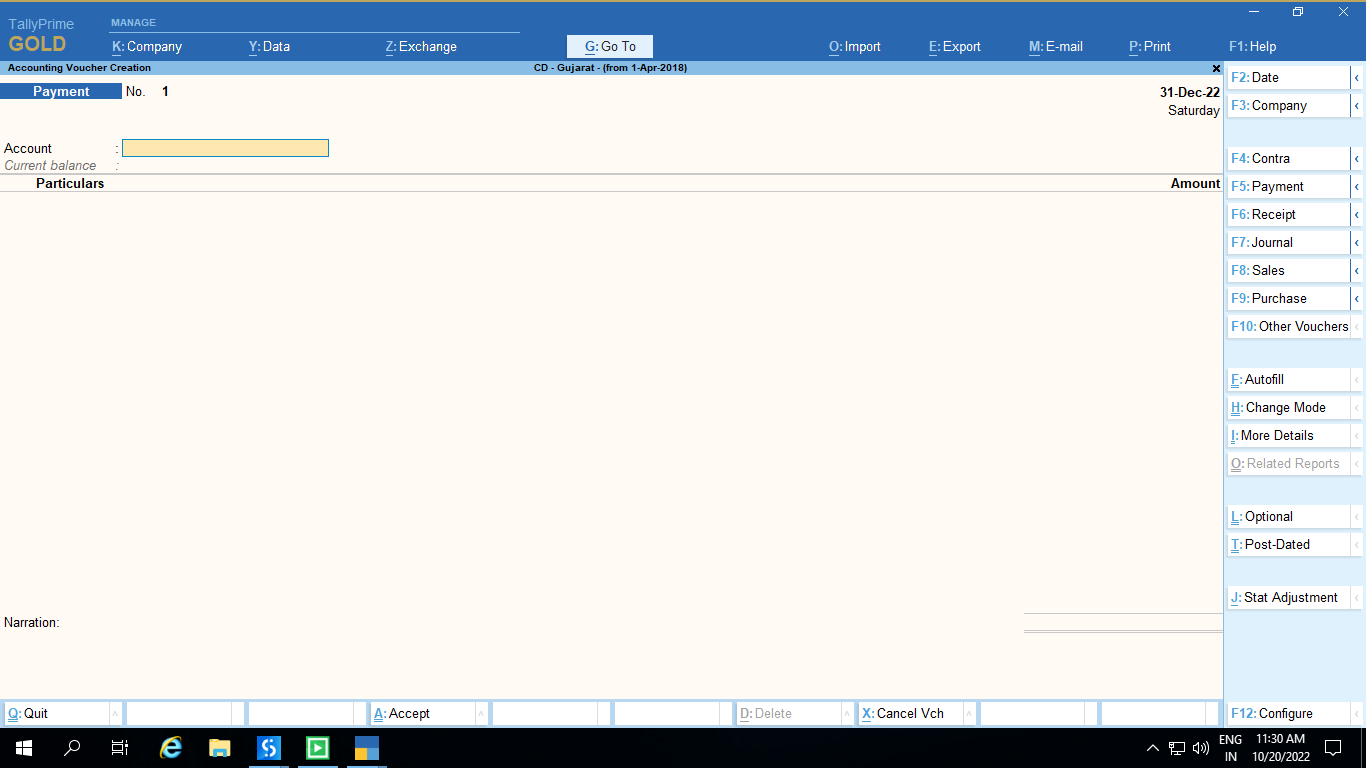 TallyPrime
GOLD
MANAGE
K: Company
Y: Data
Z: Exchange
G: Go To
O: Import
E: Export
M: E-mail
P: Print
F1: Help
Accounting Voucher Creation
CD - Gujarat - (from 1-Apr-2018)
Payment No. 1
31-Dec-22
Saturday
Account :
Current balance :
Particulars
Amount
Narration:
F2: Date
F3: Company
F4: Contra
F5: Payment
F6: Receipt
F7: Journal
F8: Sales
F9: Purchase
F10: Other Vouchers
F: Autofill
H: Change Mode
I: More Details
O: Related Reports
L: Optional
T: Post-Dated
J: Stat Adjustment
Q: Quit
A: Accept
D: Delete
X: Cancel Vch
F12: Configure
ENG
IN
11:30 AM
10/20/2022